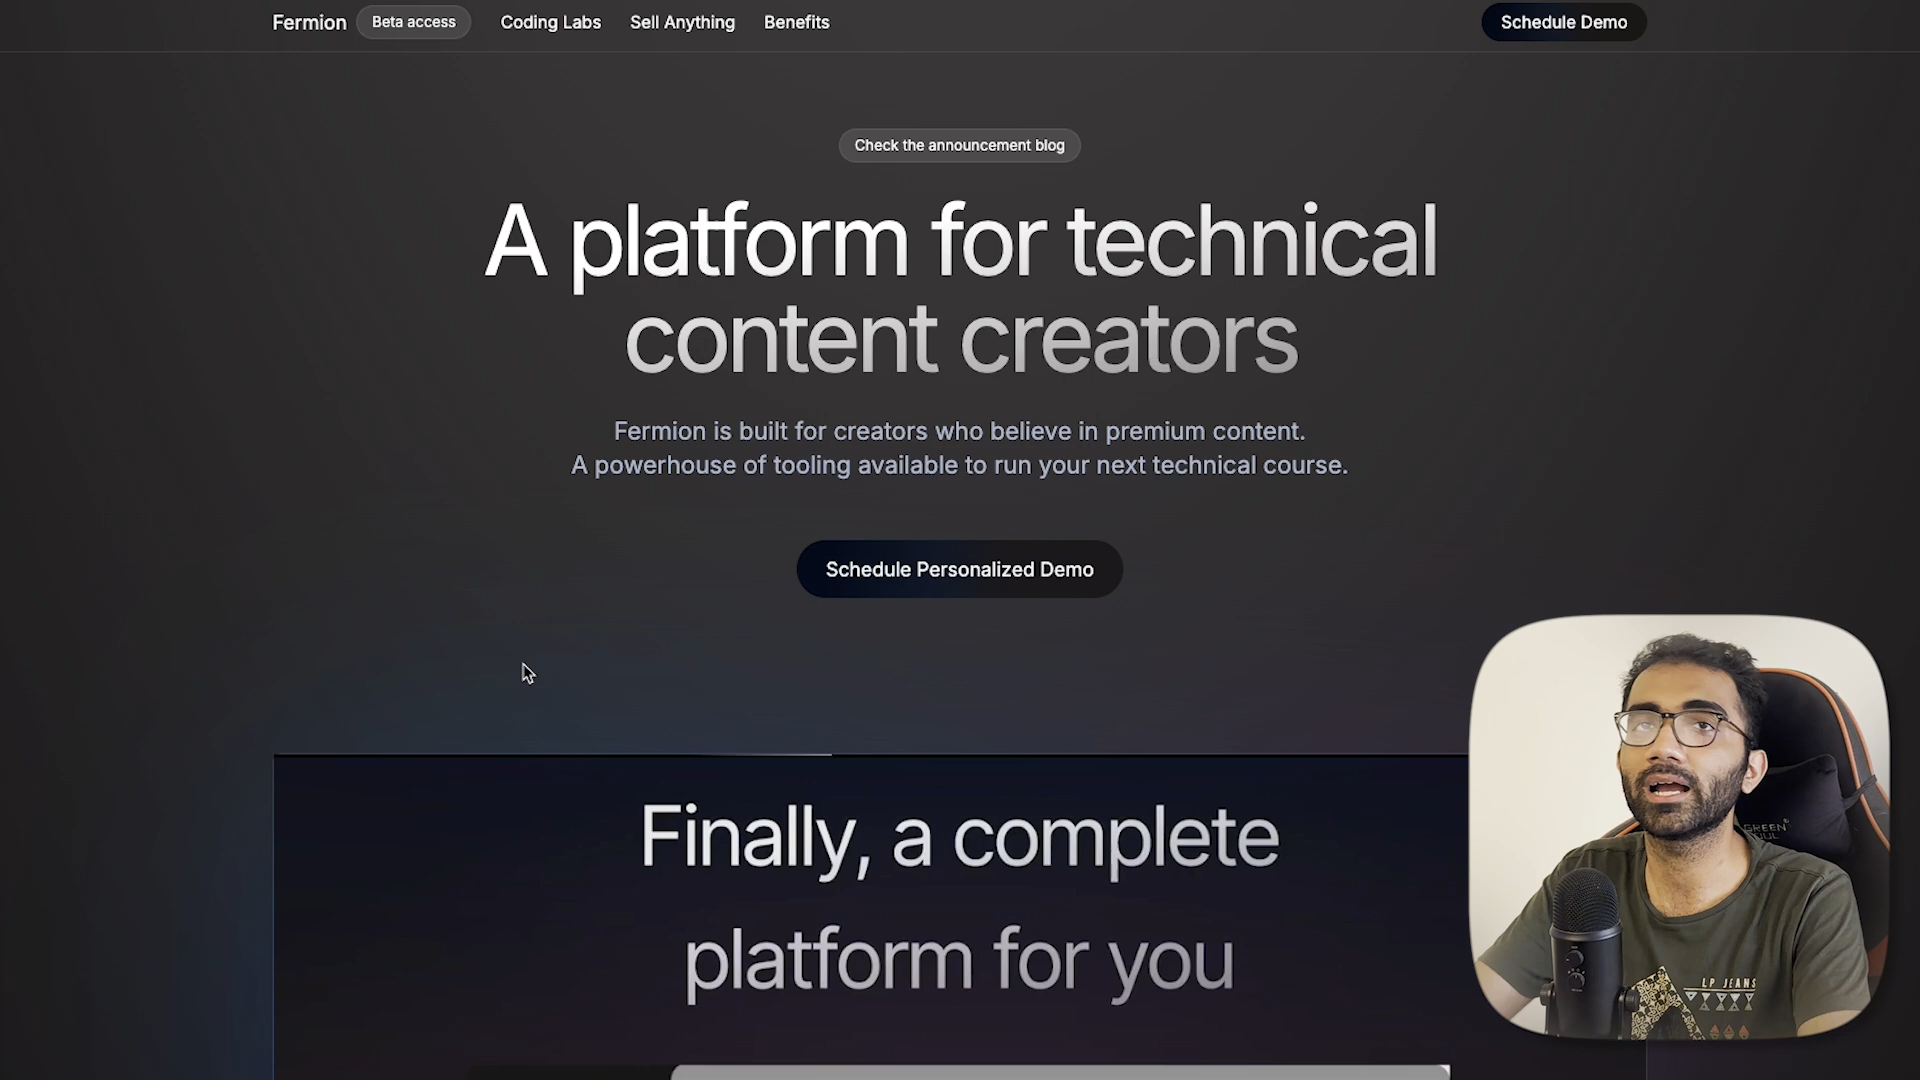 Fermion
Beta access
Coding Labs
Sell Anything
Benefits
Schedule Demo
Check the announcement blog
A platform for technical
content creators
Fermion is built for creators who believe in premium content.
A powerhouse of tooling available to run your next technical course.
Schedule Personalized Demo
Finally, a complete
platform for you
GREEN
SOUL
LP JEANS